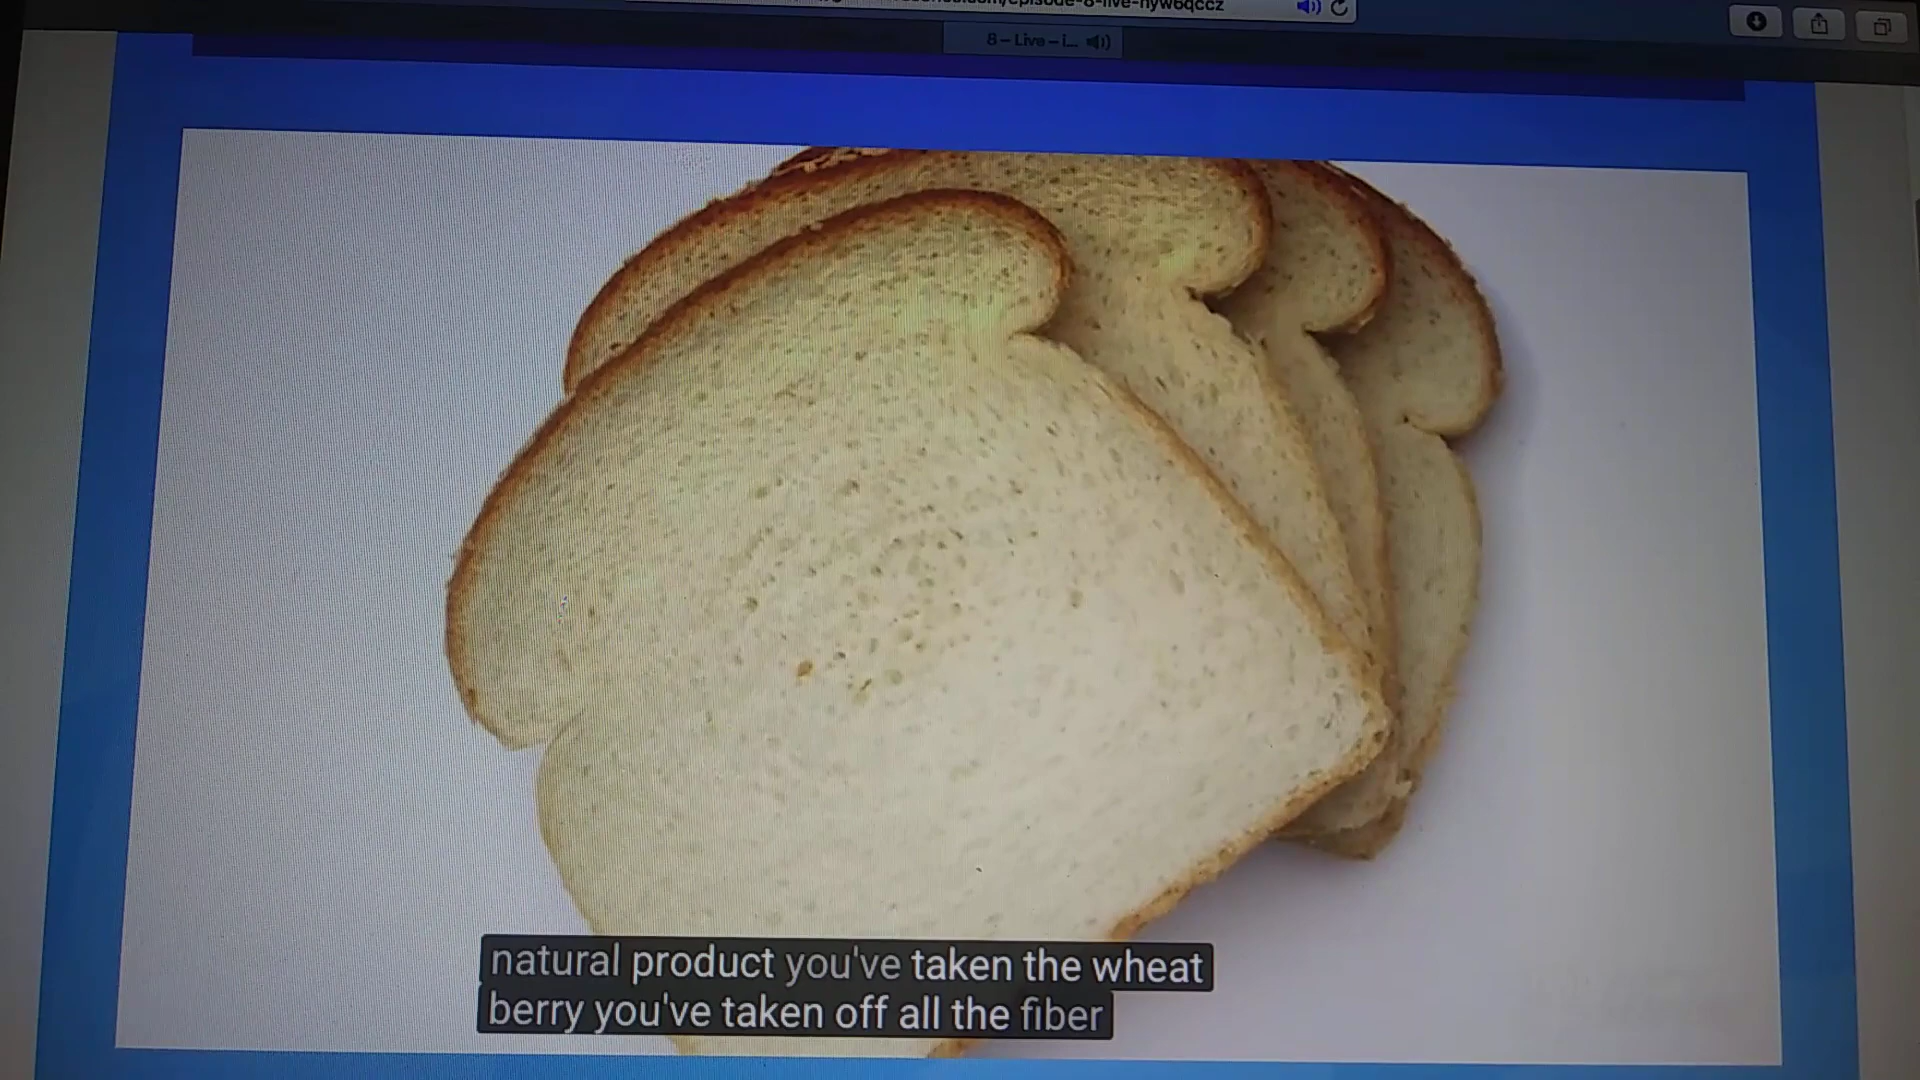 8 – Live – i...
natural product you've taken the wheat
berry you've taken off all the fiber